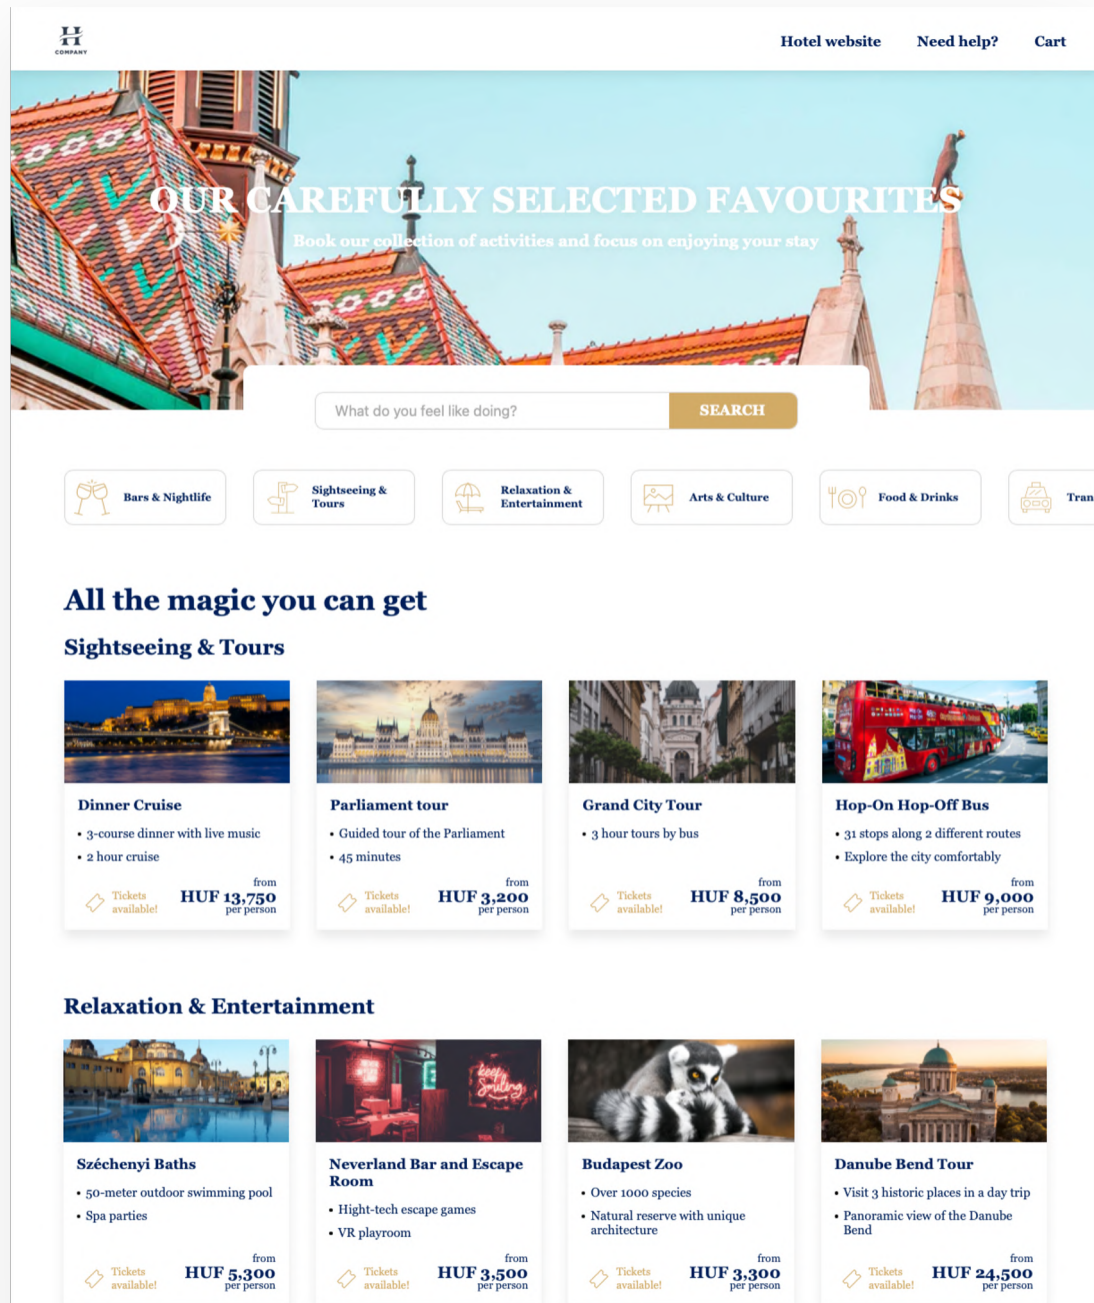 H
COMPANY
Hotel website
Need help?
Cart
OUR CAREFULLY SELECTED FAVOURITES
Book our collection of activities and focus on enjoying your stay
What do you feel like doing?
SEARCH
Bars & Nightlife
Sightseeing &
Tours
Relaxation &
Entertainment
Arts & Culture
Food & Drinks
Tran
All the magic you can get
Sightseeing & Tours
Dinner Cruise
• 3-course dinner with live music
• 2 hour cruise
Tickets
available!
from
HUF 13,750
per person
Parliament tour
• Guided tour of the Parliament
• 45 minutes
Tickets
available!
from
HUF 3,200
per person
Grand City Tour
• 3 hour tours by bus
Tickets
available!
from
HUF 8,500
per person
Hop-On Hop-Off Bus
• 31 stops along 2 different routes
• Explore the city comfortably
Tickets
available!
from
HUF 9,000
per person
Relaxation & Entertainment
Széchenyi Baths
• 50-meter outdoor swimming pool
• Spa parties
Tickets
available!
from
HUF 5,300
per person
keep
Smiling
Neverland Bar and Escape
Room
• Hight-tech escape games
• VR playroom
Tickets
available!
from
HUF 3,500
per person
Budapest Zoo
• Over 1000 species
• Natural reserve with unique
architecture
Tickets
available!
from
HUF 3,300
per person
Danube Bend Tour
• Visit 3 historic places in a day trip
• Panoramic view of the Danube
Bend
Tickets
available!
from
HUF 24,500
per person